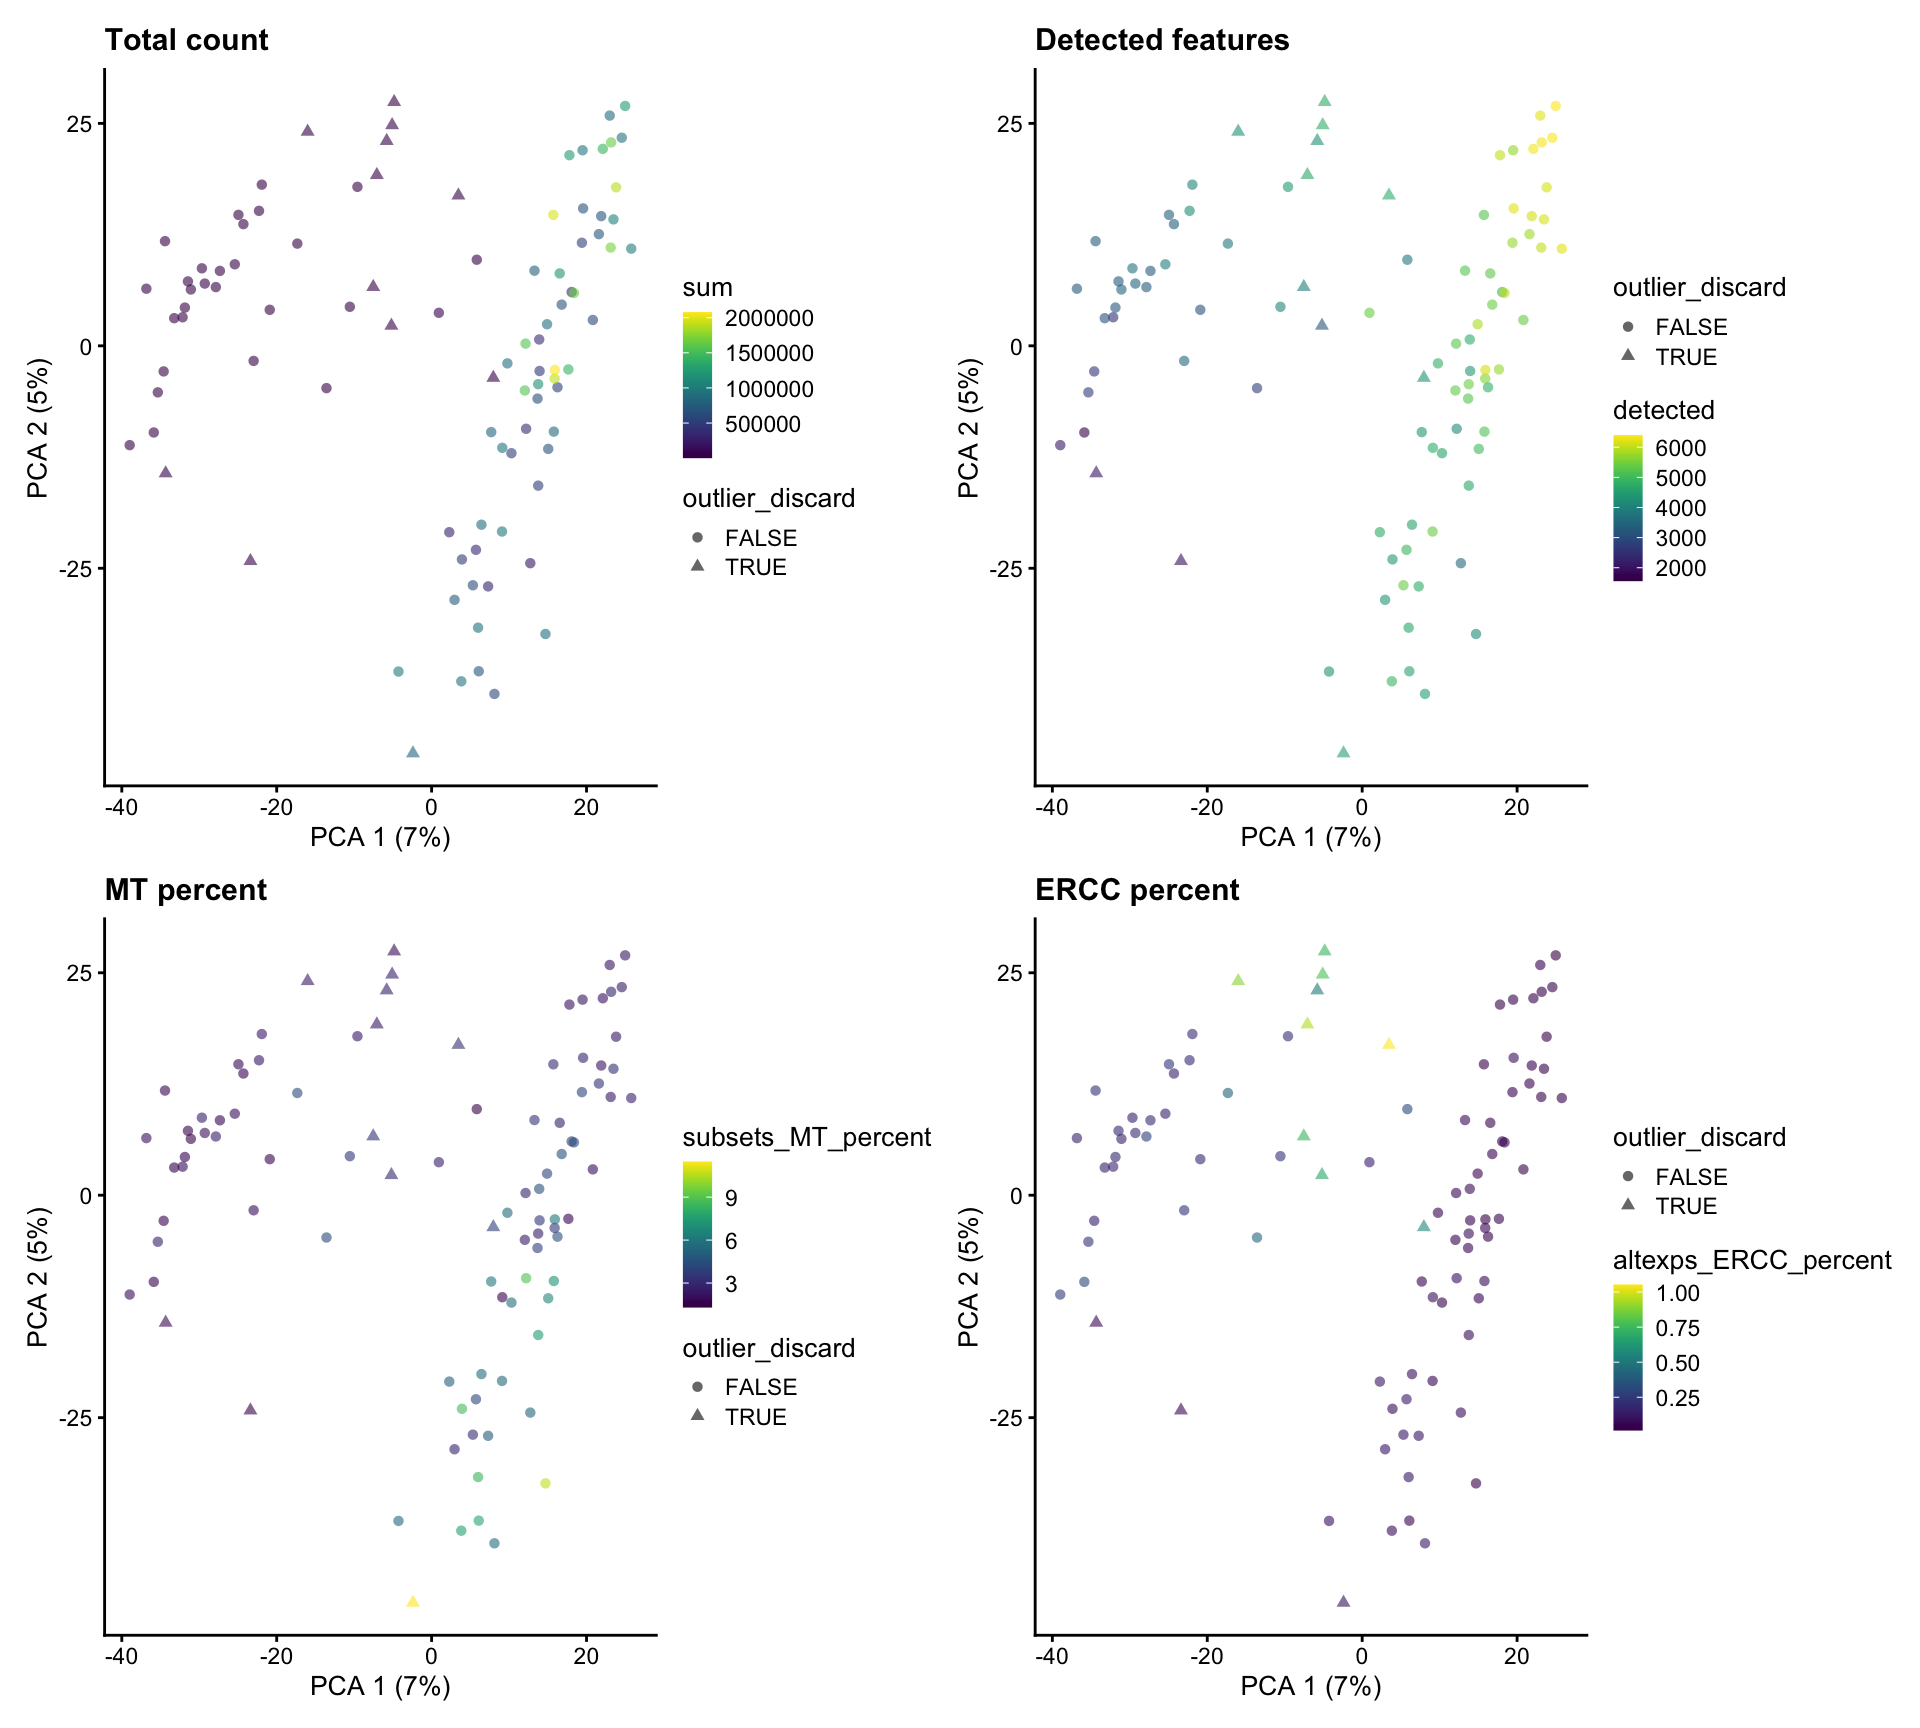 Total count
25
0
-25
-40
-20
0
20
PCA 1 (7%)
PCA 2 (5%)
sum
2000000
1500000
1000000
500000
outlier_discard
FALSE
TRUE
Detected features
25
0
-25
-40
-20
0
20
PCA 1 (7%)
PCA 2 (5%)
outlier_discard
FALSE
TRUE
detected
6000
5000
4000
3000
2000
MT percent
25
0
-25
-40
-20
0
20
PCA 1 (7%)
PCA 2 (5%)
subsets_MT_percent
9
6
3
outlier_discard
FALSE
TRUE
ERCC percent
25
0
-25
-40
-20
0
20
PCA 1 (7%)
PCA 2 (5%)
outlier_discard
FALSE
TRUE
altexps_ERCC_percent
1.00
0.75
0.50
0.25